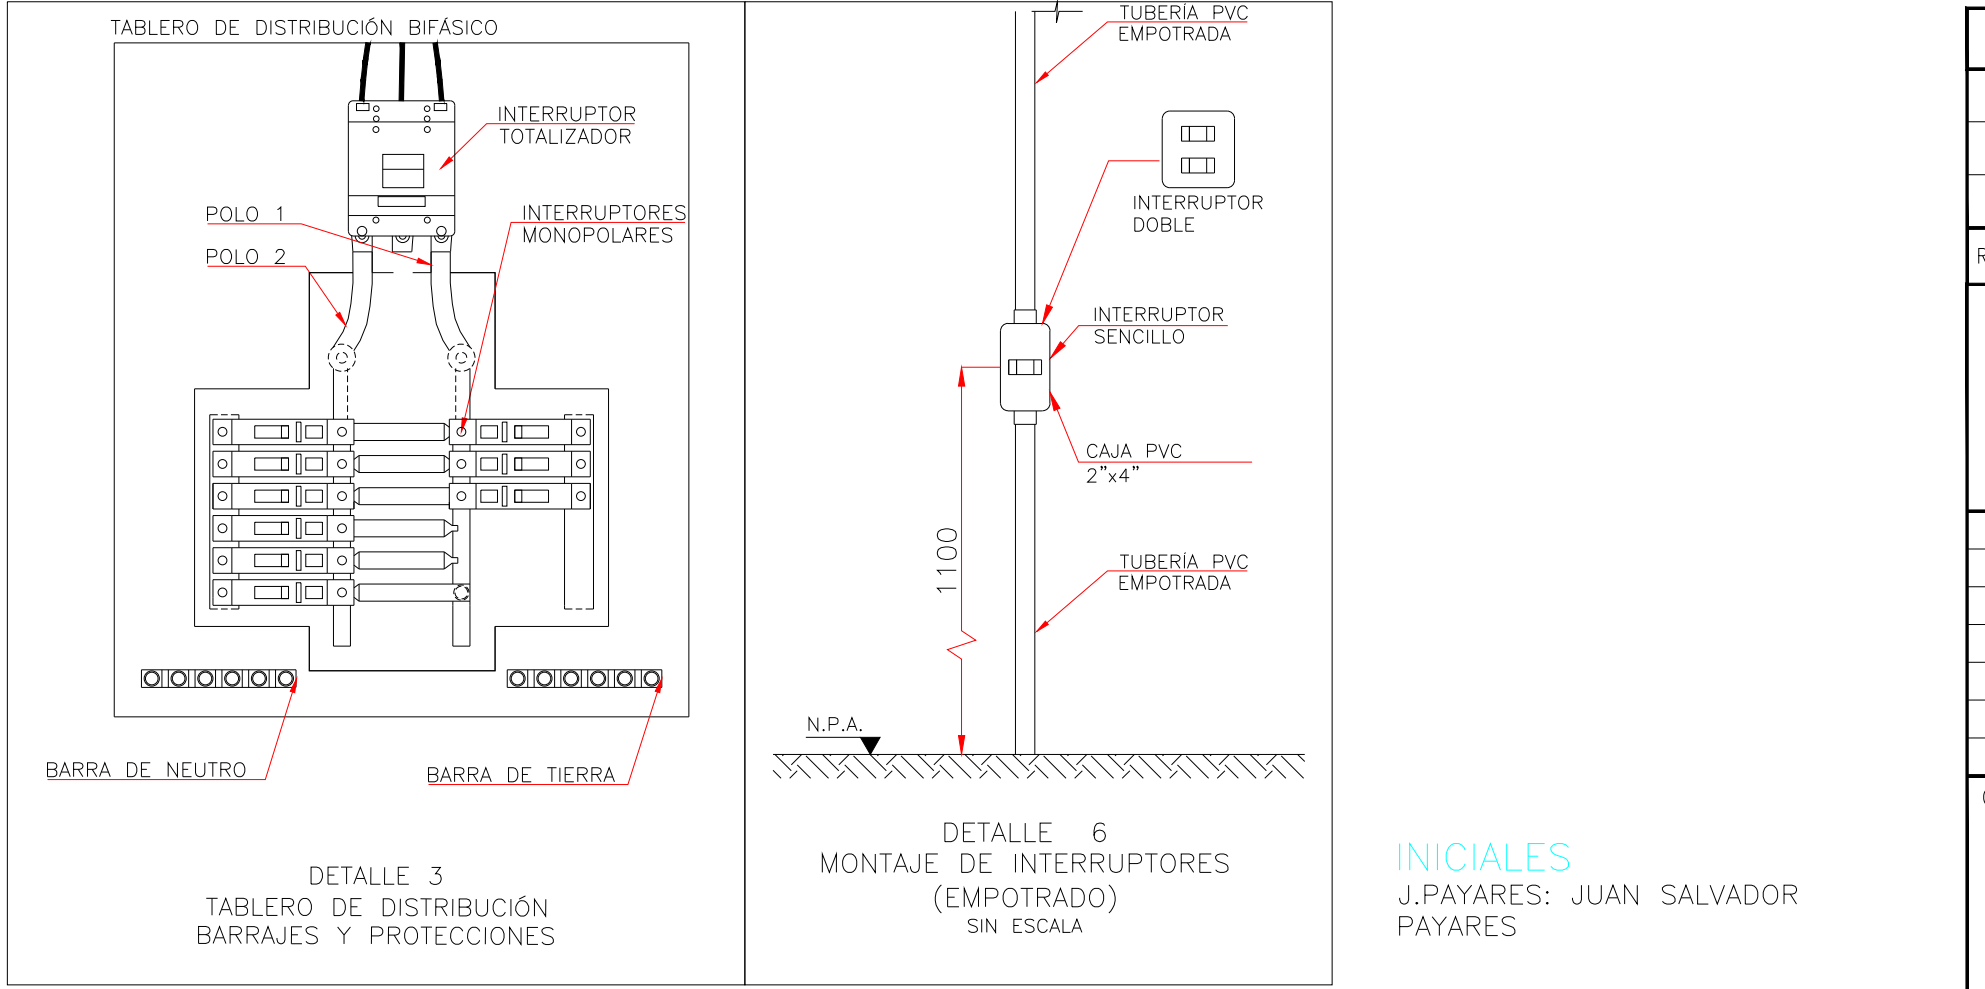 TABLERO DE DISTRIBUCIÓN BIFÁSICO
INTERRUPTOR
TOTALIZADOR
POLO 1
INTERRUPTORES
MONOPOLARES
POLO 2
BARRA DE NEUTRO
BARRA DE TIERRA
DETALLE 3
TABLERO DE DISTRIBUCIÓN
BARRAJES Y PROTECCIONES
TUBERÍA PVC
EMPOTRADA
INTERRUPTOR
DOBLE
INTERRUPTOR
SENCILLO
CAJA PVC
2"x4"
1100
TUBERÍA PVC
EMPOTRADA
N.P.A.
DETALLE 6
MONTAJE DE INTERRUPTORES
(EMPOTRADO)
SIN ESCALA
INICIALES
J.PAYARES: JUAN SALVADOR
PAYARES